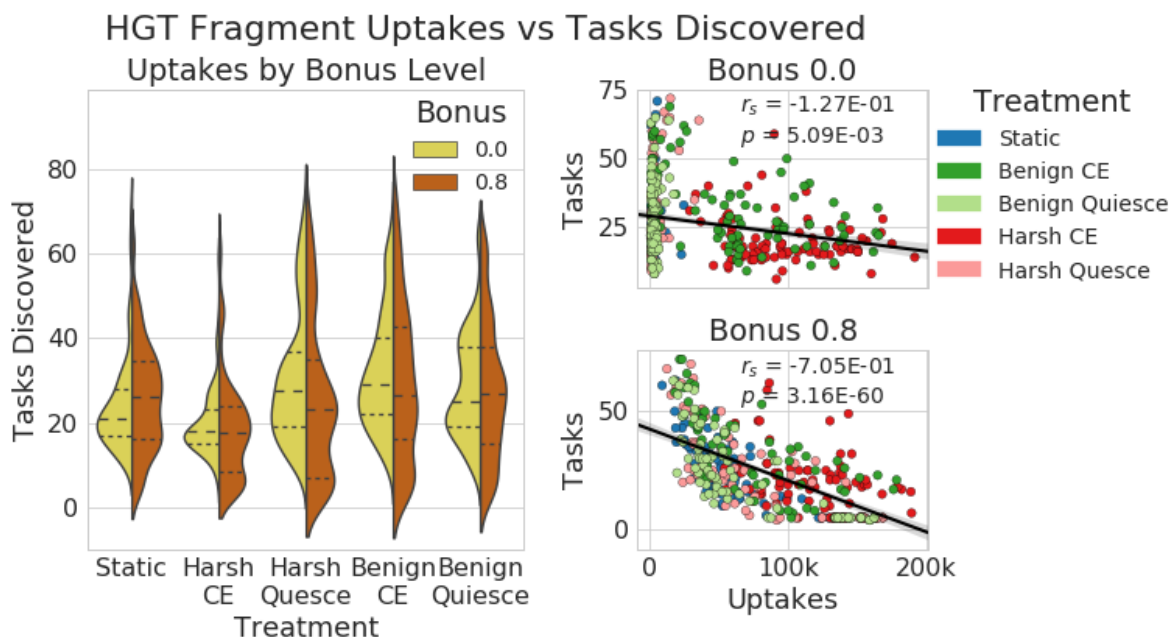 HGT Fragment Uptakes vs Tasks Discovered
Uptakes by Bonus Level
Bonus
0.0
0.8
80
60
40
20
0
Tasks Discovered
Static
Harsh
CE
Harsh
Quesce
Benign
CE
Benign
Quiesce
Treatment
Bonus 0.0
r_s = -1.27E-01
p = 5.09E-03
75
50
25
Tasks
Bonus 0.8
r_s = -7.05E-01
p = 3.16E-60
50
0
Tasks
0
100k
200k
Uptakes
Treatment
Static
Benign CE
Benign Quiesce
Harsh CE
Harsh Quesce